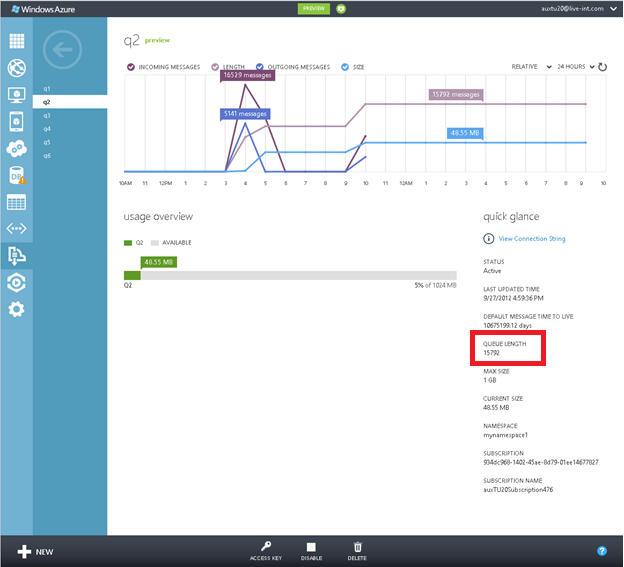 Windows Azure
PREVIEW
auxtu20@live-int.com
q1
q2
q3
q4
q5
q6
q2 preview
INCOMING MESSAGES LENGTH OUTGOING MESSAGES SIZE RELATIVE 24 HOURS
16529 messages
15792 messages
5141 messages
48.55 MB
10AM 11 12PM 1 2 3 4 5 6 7 8 9 10 11 12AM 1 2 3 4 5 6 7 8 9 10
usage overview
Q2 AVAILABLE
48.55 MB
Q2 5% of 1024 MB
quick glance
View Connection String
STATUS
Active
LAST UPDATED TIME
9/27/2012 4:59:36 PM
DEFAULT MESSAGE TIME TO LIVE
10675199.12 days
QUEUE LENGTH
15792
MAX SIZE
1 GB
CURRENT SIZE
48.55 MB
NAMESPACE
mynamespace1
SUBSCRIPTION
934dc968-1402-45ae-8d79-01ee14677827
SUBSCRIPTION NAME
auxTU20Subscription476
NEW
ACCESS KEY DISABLE DELETE
?